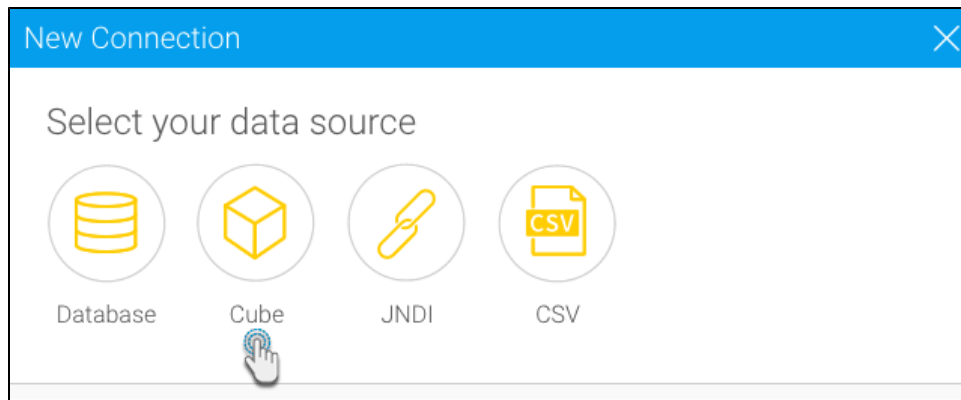 New Connection
Select your data source
CSV
Database Cube JNDI CSV